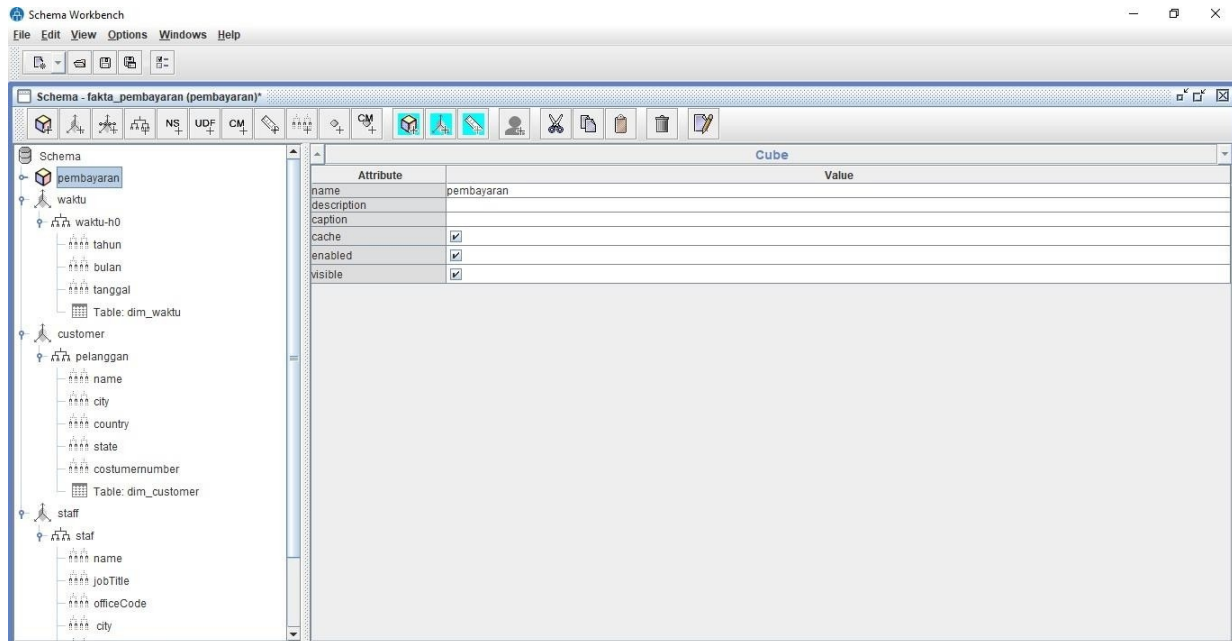 Schema Workbench
File Edit View Options Windows Help
Schema - fakta_pembayaran (pembayaran)*
NS UDF CM CM
Schema
pembayaran
waktu
waktu-h0
tahun
bulan
tanggal
Table: dim_waktu
customer
pelanggan
name
city
country
state
costumernumber
Table: dim_customer
staff
staf
name
jobTitle
officeCode
city
Cube
Attribute Value
name pembayaran
description
caption
cache
enabled
visible